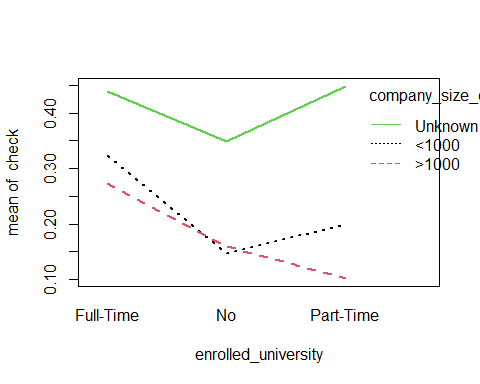 company_size_c
Unknown
<1000
>1000
mean of check
0.10
0.20
0.30
0.40
Full-Time
No
Part-Time
enrolled_university